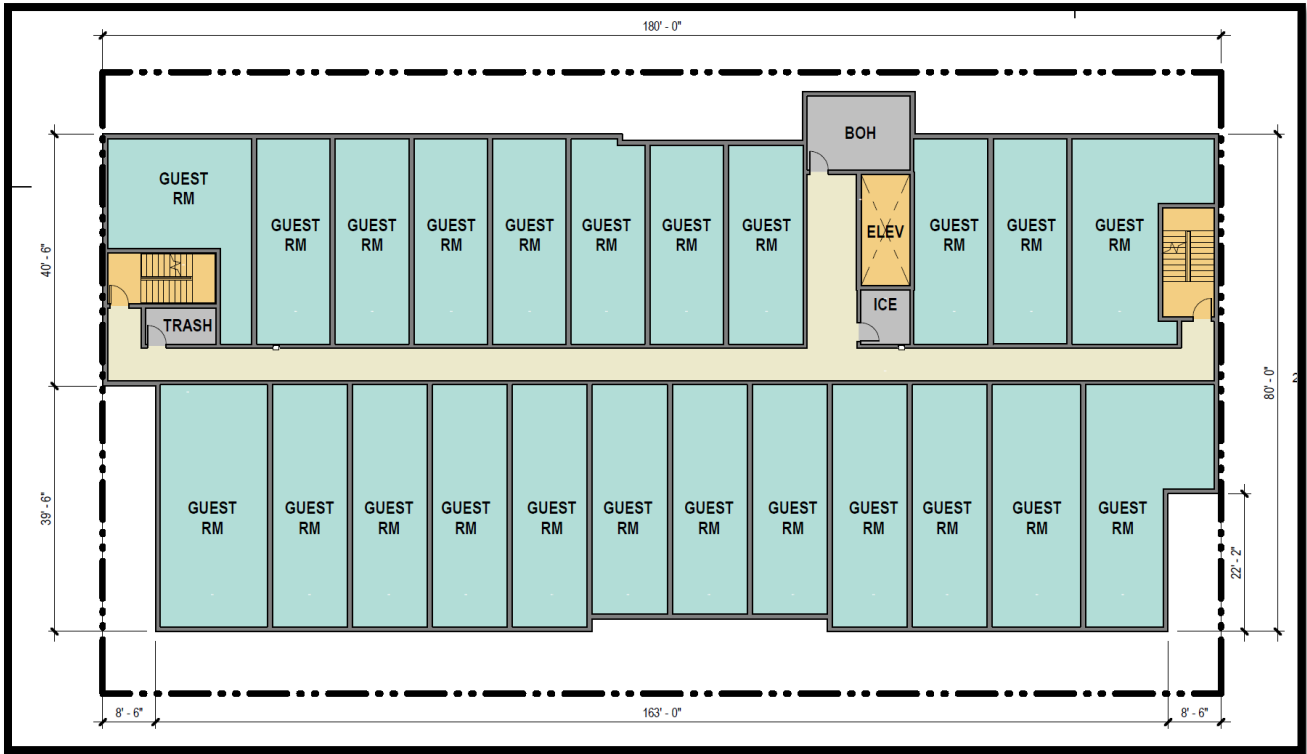 180' - 0"
BOH
GUEST
RM
GUEST
RM
GUEST
RM
GUEST
RM
GUEST
RM
GUEST
RM
GUEST
RM
GUEST
RM
ELEV
GUEST
RM
GUEST
RM
GUEST
RM
40' - 6"
ICE
TRASH
80' - 0"
GUEST
RM
GUEST
RM
GUEST
RM
GUEST
RM
GUEST
RM
GUEST
RM
GUEST
RM
GUEST
RM
GUEST
RM
GUEST
RM
GUEST
RM
GUEST
RM
39' - 6"
22' - 2"
8' - 6"
163' - 0"
8' - 6"